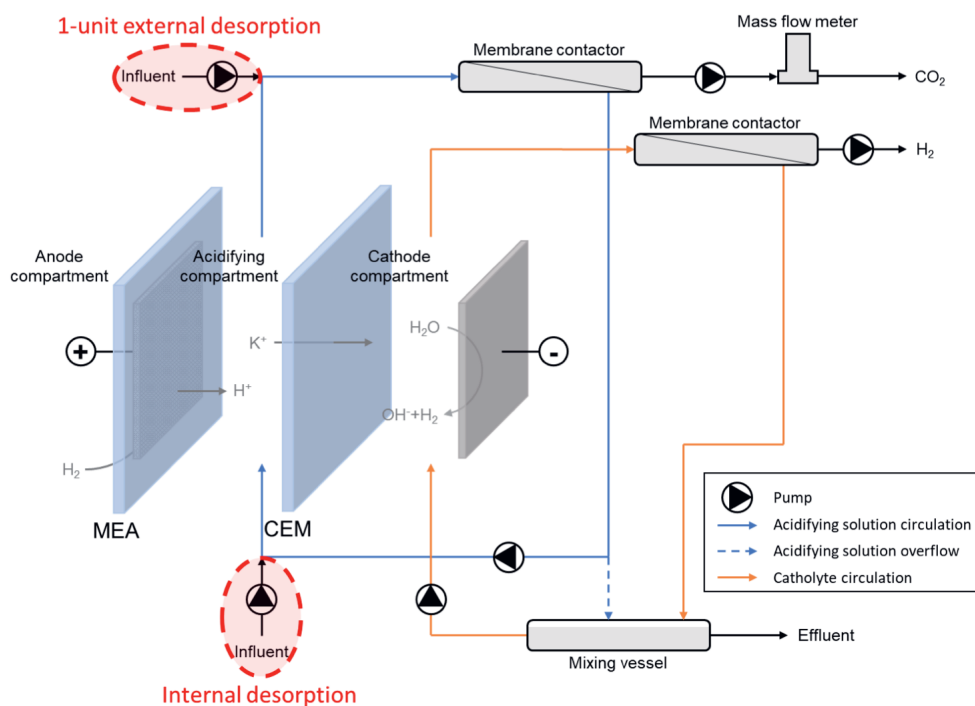 1-unit external desorption
Influent
Membrane contactor
Mass flow meter
CO₂
Membrane contactor
H₂
Anode
compartment
Acidifying
compartment
Cathode
compartment
+
K⁺
H₂O
-
H⁺
OH⁻+H₂
H₂
MEA
CEM
Pump
Acidifying solution circulation
Acidifying solution overflow
Catholyte circulation
Influent
Mixing vessel
Effluent
Internal desorption